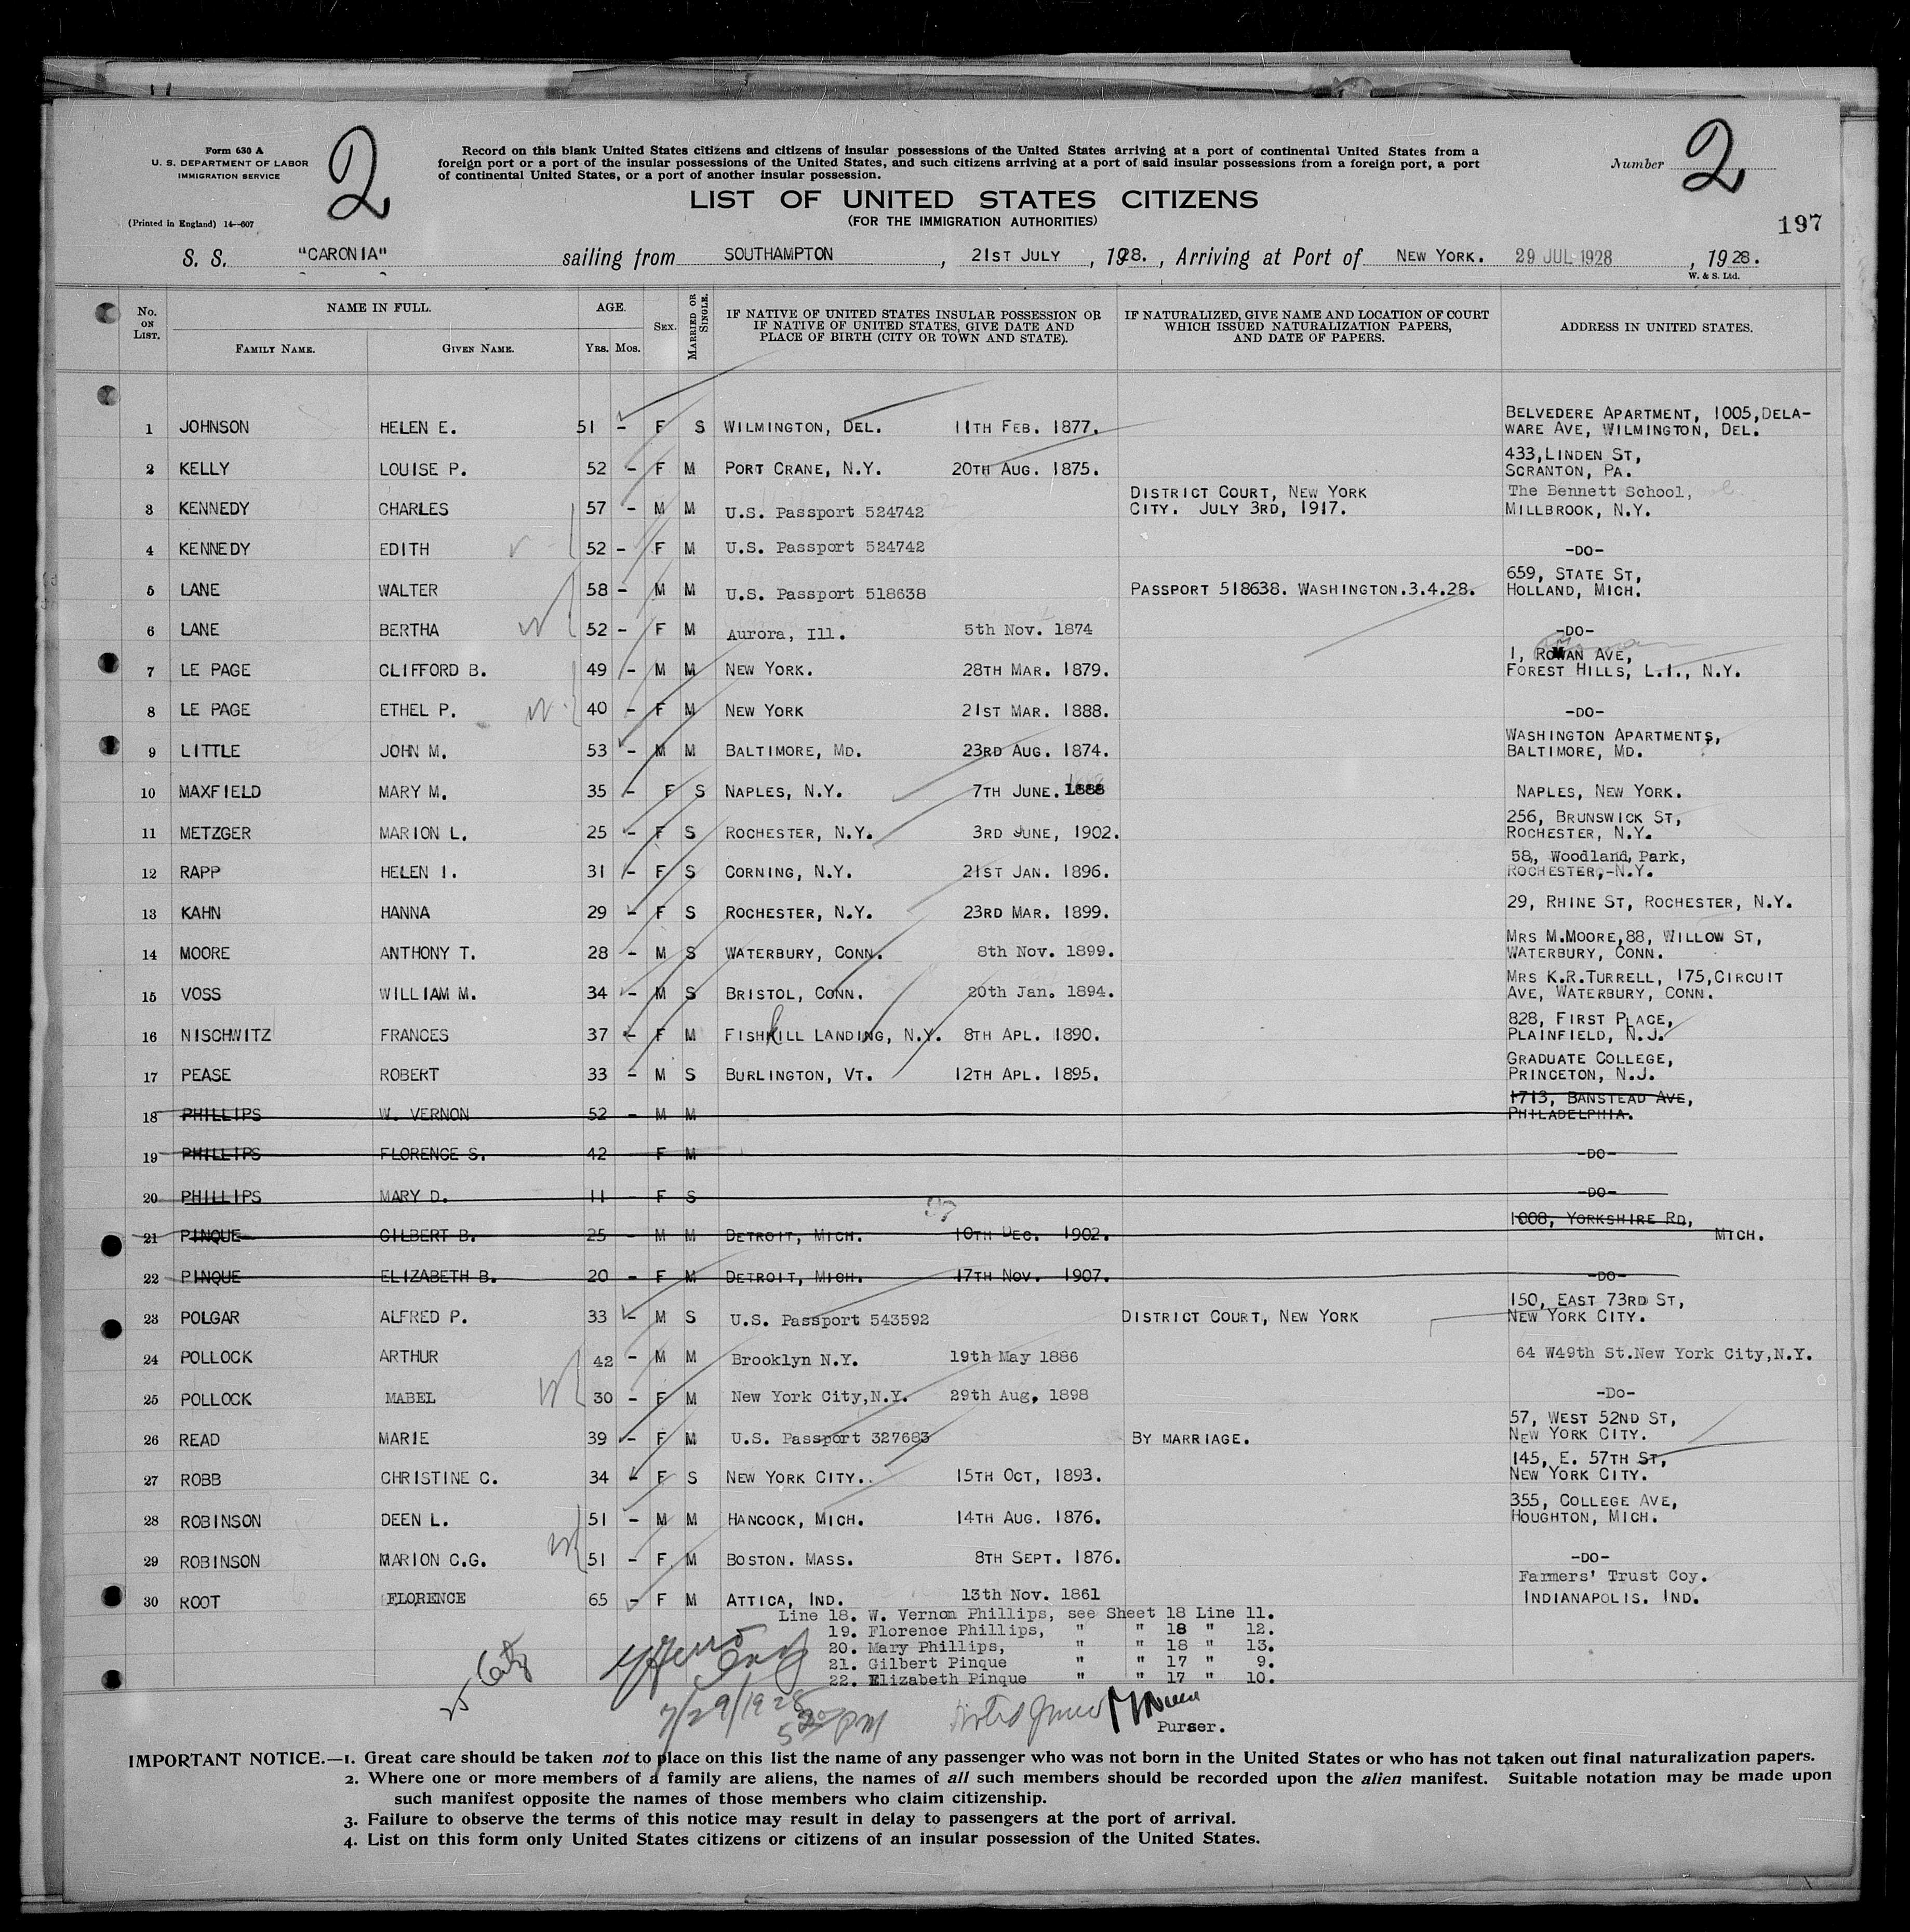 Form 630 A
U. S. DEPARTMENT OF LABOR
IMMIGRATION SERVICE
(Printed in England) 14—607
2
Record on this blank United States citizens and citizens of insular possessions of the United States arriving at a port of continental United States from a
foreign port or a port of the insular possessions of the United States, and such citizens arriving at a port of said insular possessions from a foreign port, a port
of continental United States, or a port of another insular possession.
LIST OF UNITED STATES CITIZENS
(FOR THE IMMIGRATION AUTHORITIES)
Number 2
197
S. S. "CARONIA" sailing from SOUTHAMPTON, 21ST JULY, 1928., Arriving at Port of NEW YORK. 29 JUL 1928, 1928.
W. & S. Ltd.
No. ON LIST. NAME IN FULL. AGE. SEX. MARRIED OR SINGLE. IF NATIVE OF UNITED STATES INSULAR POSSESSION OR IF NATIVE OF UNITED STATES, GIVE DATE AND PLACE OF BIRTH (CITY OR TOWN AND STATE). IF NATURALIZED, GIVE NAME AND LOCATION OF COURT WHICH ISSUED NATURALIZATION PAPERS, AND DATE OF PAPERS. ADDRESS IN UNITED STATES.
FAMILY NAME. GIVEN NAME. YRS. MOS.
1 JOHNSON HELEN E. 51 - F S WILMINGTON, DEL. 11TH FEB. 1877. BELVEDERE APARTMENT, 1005, DELA-
WARE AVE, WILMINGTON, DEL.
2 KELLY LOUISE P. 52 - F M PORT CRANE, N.Y. 20TH AUG. 1875. 433, LINDEN ST,
SCRANTON, PA.
3 KENNEDY CHARLES 57 - M M U.S. Passport 524742 DISTRICT COURT, NEW YORK
CITY. JULY 3RD, 1917. The Bennett School,
MILLBROOK, N.Y.
4 KENNEDY EDITH 52 - F M U.S. Passport 524742 -DO-
5 LANE WALTER 58 - M M U.S. Passport 518638 PASSPORT 518638. WASHINGTON.3.4.28. 659, STATE ST,
HOLLAND, MICH.
6 LANE BERTHA 52 - F M Aurora, Ill. 5th Nov. 1874 -DO-
7 LE PAGE CLIFFORD B. 49 - M M NEW YORK. 28TH MAR. 1879. 1, ROMAN AVE,
FOREST HILLS, L.I., N.Y.
8 LE PAGE ETHEL P. 40 - F M NEW YORK 21ST MAR. 1888. -DO-
9 LITTLE JOHN M. 53 - M M BALTIMORE, MD. 23RD AUG. 1874. WASHINGTON APARTMENTS,
BALTIMORE, MD.
10 MAXFIELD MARY M. 35 - F S NAPLES, N.Y. 7TH JUNE. 1888 NAPLES, NEW YORK.
11 METZGER MARION L. 25 - F S ROCHESTER, N.Y. 3RD JUNE, 1902. 256, BRUNSWICK ST,
ROCHESTER, N.Y.
12 RAPP HELEN I. 31 - F S CORNING, N.Y. 21ST JAN. 1896. 58, Woodland, Park,
ROCHESTER,-N.Y.
13 KAHN HANNA 29 - F S ROCHESTER, N.Y. 23RD MAR. 1899. 29, RHINE ST, ROCHESTER, N.Y.
14 MOORE ANTHONY T. 28 - M S WATERBURY, CONN. 8th Nov. 1899. MRS M.MOORE,88, WILLOW ST,
WATERBURY, CONN.
15 VOSS WILLIAM M. 34 - M S BRISTOL, CONN. 20th Jan. 1894. MRS K.R.TURRELL, 175,CIRCUIT
AVE, WATERBURY, CONN.
16 NISCHWITZ FRANCES 37 - F M FISHKILL LANDING, N.Y. 8TH APL. 1890. 828, FIRST PLACE,
PLAINFIELD, N.J.
17 PEASE ROBERT 33 - M S BURLINGTON, VT. 12TH APL. 1895. GRADUATE COLLEGE,
PRINCETON, N.J.
18 PHILLIPS W. VERNON 52 - M M 1713, BANSTEAD AVE,
PHILADELPHIA.
19 PHILLIPS FLORENCE S. 42 F M -DO-
20 PHILLIPS MARY D. 11 F S -DO-
21 PINQUE GILBERT B. 25 - M M DETROIT, MICH. 10TH DEC. 1902. 1008, YORKSHIRE RD,
MICH.
22 PINQUE ELIZABETH B. 20 - F M DETROIT, MICH. 17TH NOV. 1907. -DO-
23 POLGAR ALFRED P. 33 - M S U.S. Passport 543592 DISTRICT COURT, NEW YORK 150, EAST 73RD ST,
NEW YORK CITY.
24 POLLOCK ARTHUR 42 - M M Brooklyn N.Y. 19th May 1886 64 W49th St.New York City,N.Y.
25 POLLOCK MABEL 30 - F M New York City,N.Y. 29th Aug, 1898 -Do-
26 READ MARIE 39 - F M U.S. Passport 327683 BY MARRIAGE. 57, WEST 52ND ST,
NEW YORK CITY.
27 ROBB CHRISTINE C. 34 - F S NEW YORK CITY. 15TH OCT, 1893. 145, E. 57TH ST,
NEW YORK CITY.
28 ROBINSON DEEN L. 51 - M M HANCOCK, MICH. 14TH AUG. 1876. 355, COLLEGE AVE,
HOUGHTON, MICH.
29 ROBINSON MARION C.G. 51 - F M BOSTON. MASS. 8TH SEPT. 1876. -DO-
30 ROOT FLORENCE 65 - F M ATTICA, IND. 13th Nov. 1861 Farmers' Trust Coy.
INDIANAPOLIS. IND.
Line 18. W. Vernon Phillips, see Sheet 18 Line 11.
19. Florence Phillips, " " 18 " 12.
20. Mary Phillips, " " 18 " 13.
21. Gilbert Pinque " " 17 " 9.
22. Elizabeth Pinque " " 17 " 10.
25 City
7/29/1928
520 PM
Purser.
IMPORTANT NOTICE.—1. Great care should be taken not to place on this list the name of any passenger who was not born in the United States or who has not taken out final naturalization papers.
2. Where one or more members of a family are aliens, the names of all such members should be recorded upon the alien manifest. Suitable notation may be made upon
such manifest opposite the names of those members who claim citizenship.
3. Failure to observe the terms of this notice may result in delay to passengers at the port of arrival.
4. List on this form only United States citizens or citizens of an insular possession of the United States.